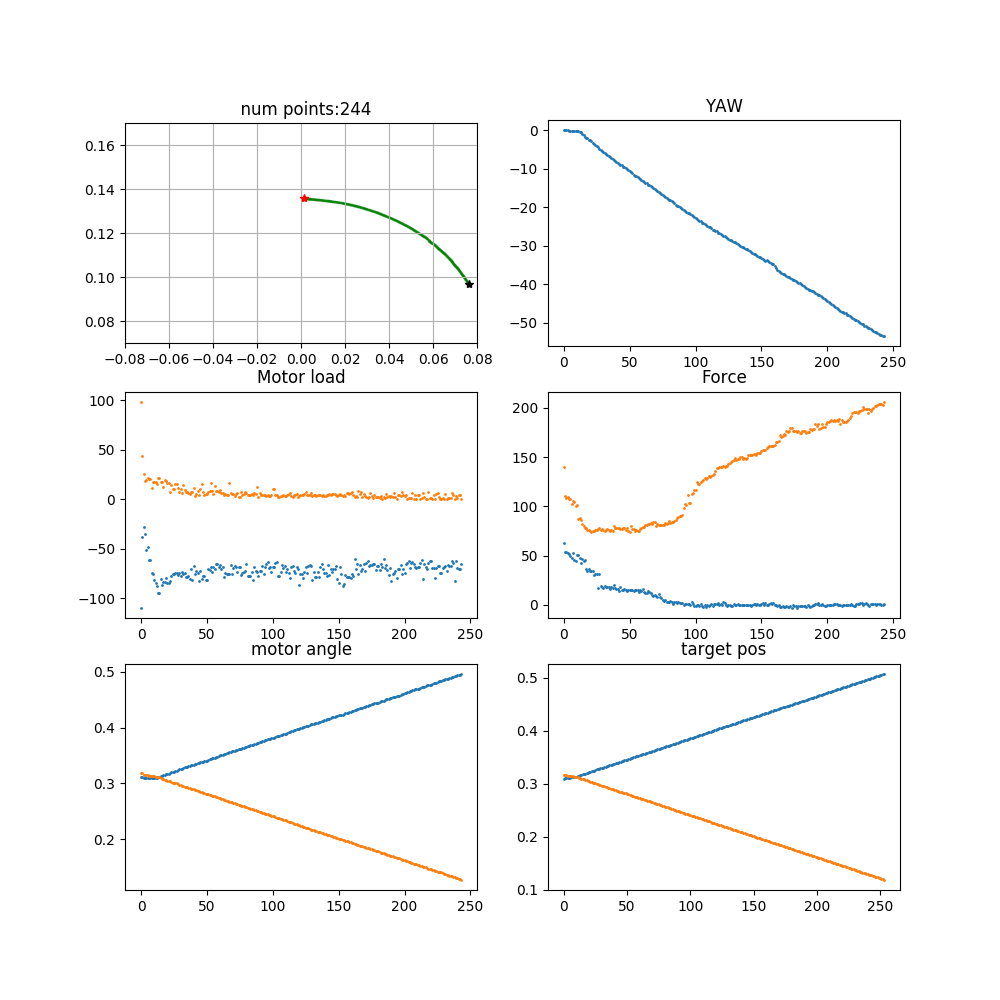 num points:244
0.16
0.14
0.12
0.10
0.08
−0.08 −0.06 −0.04 −0.02 0.00 0.02 0.04 0.06 0.08
YAW
0
−10
−20
−30
−40
−50
0 50 100 150 200 250
Motor load
100
50
0
−50
−100
0 50 100 150 200 250
Force
200
150
100
50
0
0 50 100 150 200 250
motor angle
0.5
0.4
0.3
0.2
0 50 100 150 200 250
target pos
0.5
0.4
0.3
0.2
0.1
0 50 100 150 200 250